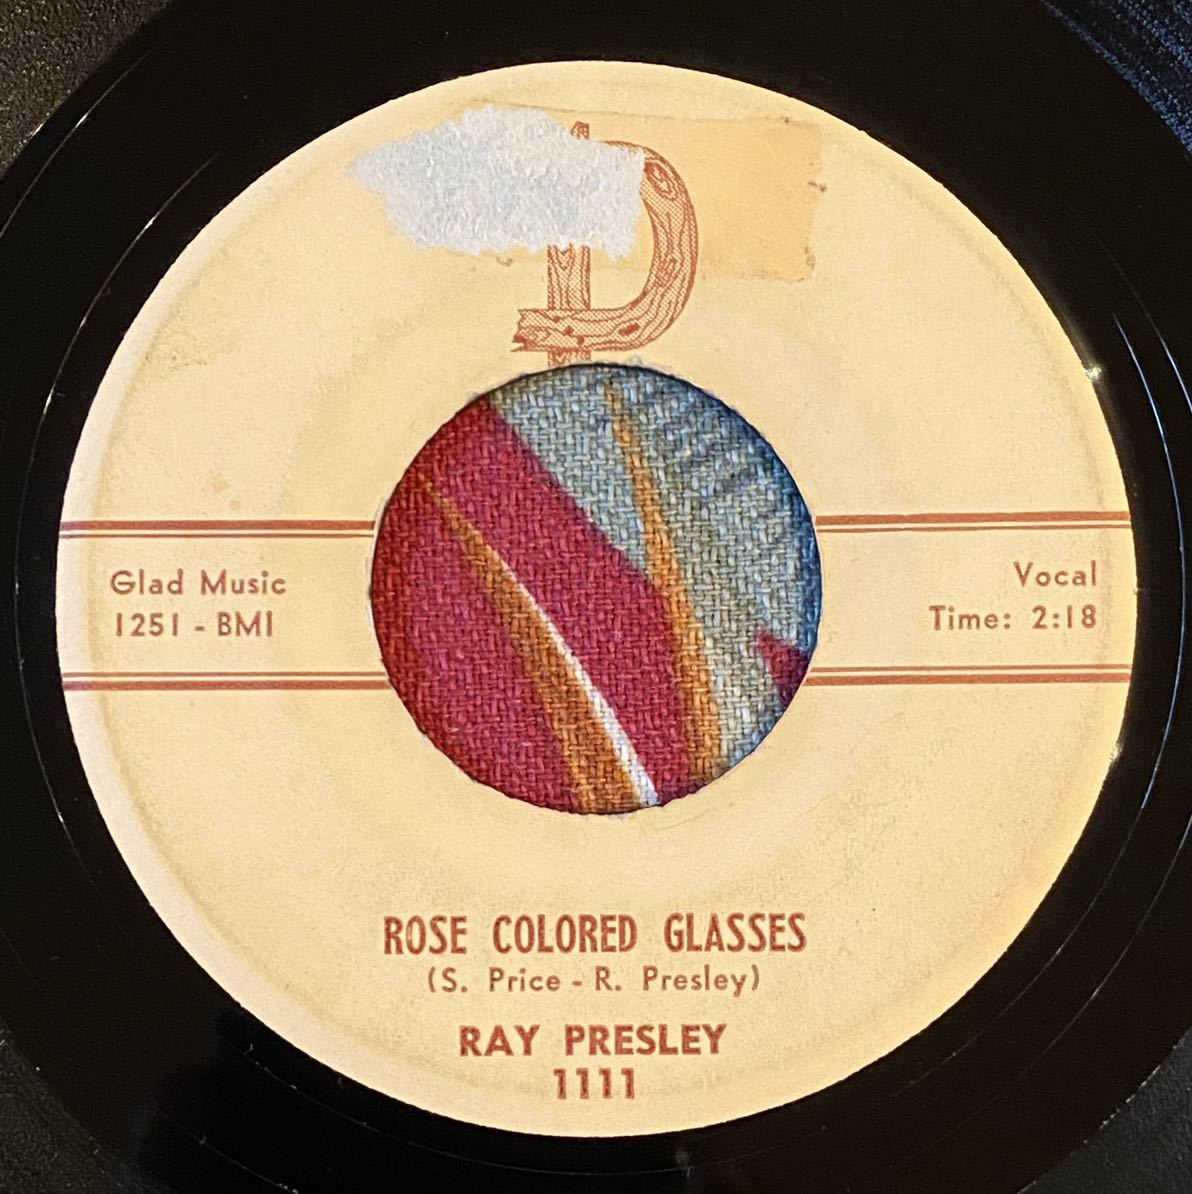 D
Glad Music
1251 - BMI
Vocal
Time: 2:18
ROSE COLORED GLASSES
(S. Price - R. Presley)
RAY PRESLEY
1111